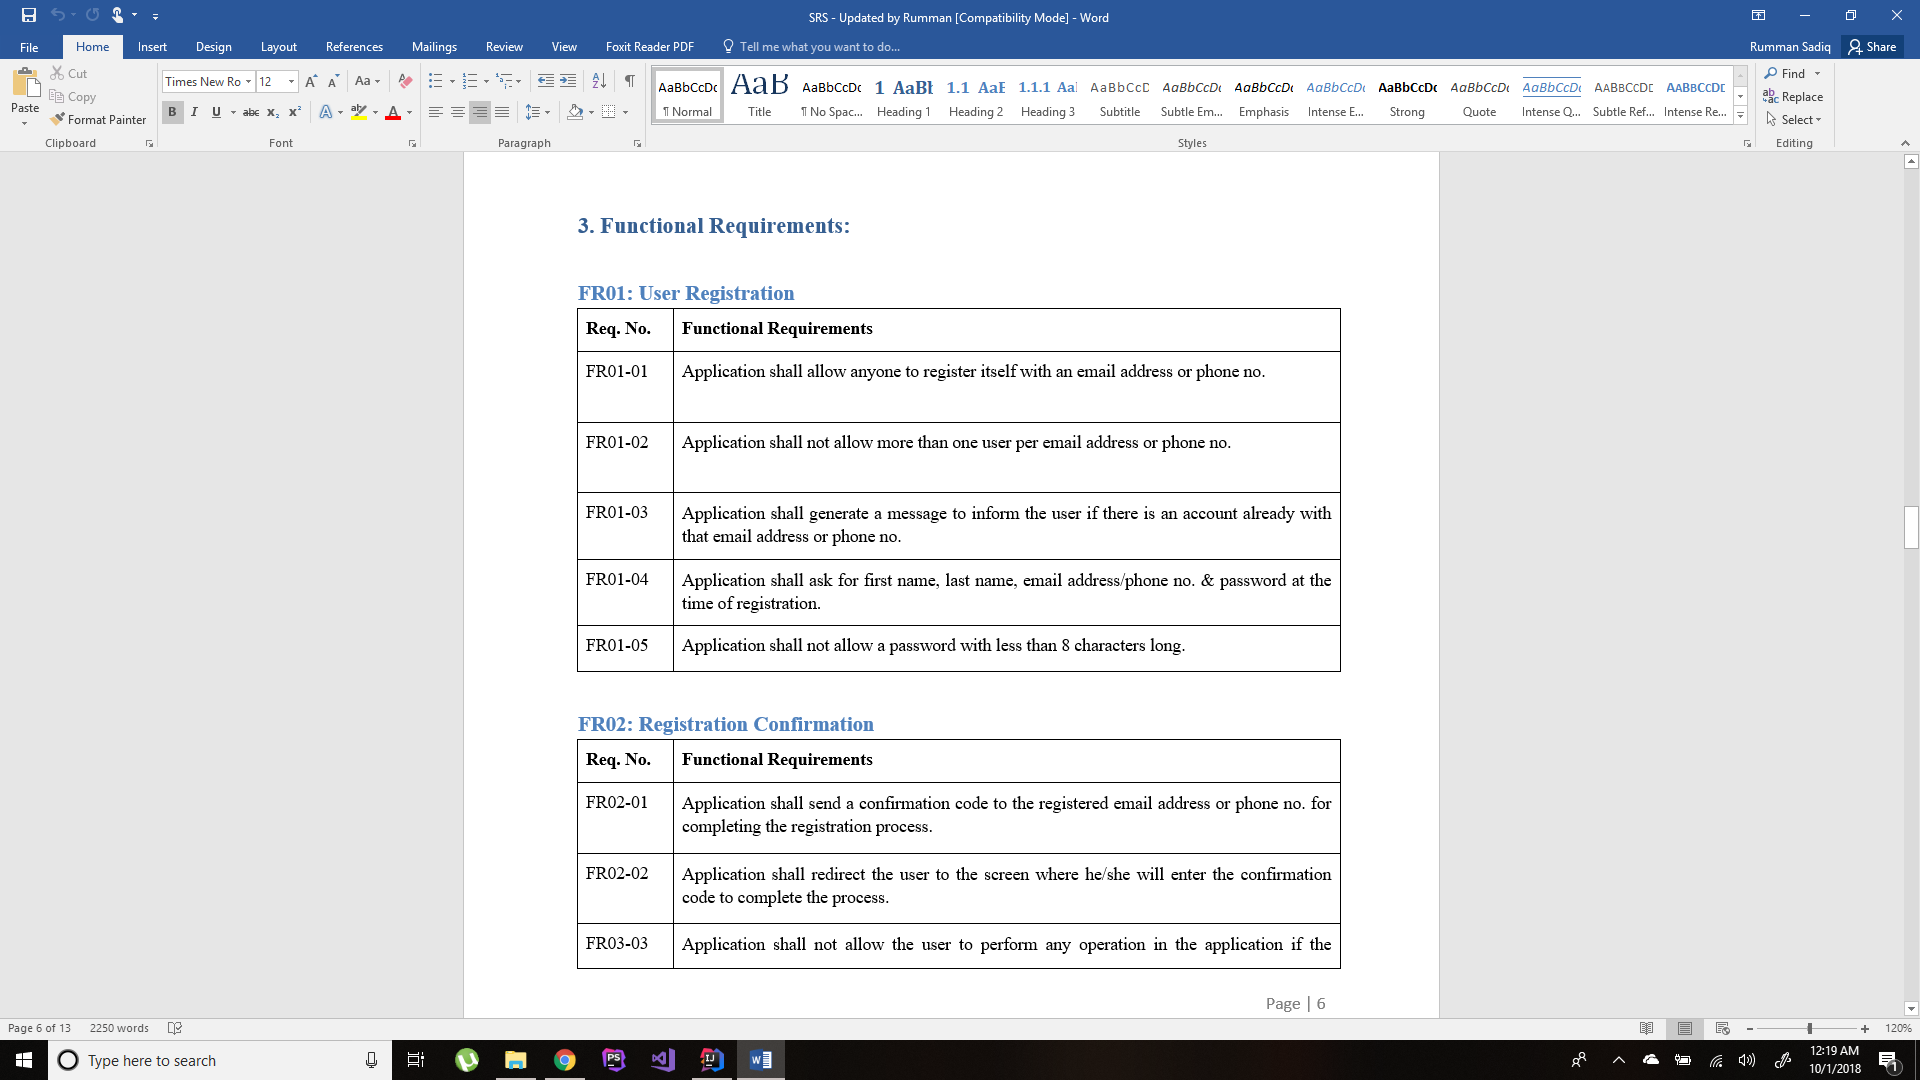 SRS - Updated by Rumman [Compatibility Mode] - Word
File Home Insert Design Layout References Mailings Review View Foxit Reader PDF Tell me what you want to do... Rumman Sadiq Share
Paste
Cut
Copy
Format Painter
Clipboard
Times New Ro 12
Font
Paragraph
AaBbCcDc AaB AaBbCcDc 1 AaBb 1.1 AaB 1.1.1 Aa AaBbCcD AaBbCcDc AaBbCcDc AaBbCcDc AaBbCcDc AaBbCcDc AaBbCcDc AABBCCDE AABBCCDE
¶ Normal Title ¶ No Spac... Heading 1 Heading 2 Heading 3 Subtitle Subtle Em... Emphasis Intense E... Strong Quote Intense Q... Subtle Ref... Intense Re...
Styles
Find
Replace
Select
Editing
3. Functional Requirements:
FR01: User Registration
Req. No. Functional Requirements
FR01-01 Application shall allow anyone to register itself with an email address or phone no.
FR01-02 Application shall not allow more than one user per email address or phone no.
FR01-03 Application shall generate a message to inform the user if there is an account already with
that email address or phone no.
FR01-04 Application shall ask for first name, last name, email address/phone no. & password at the
time of registration.
FR01-05 Application shall not allow a password with less than 8 characters long.
FR02: Registration Confirmation
Req. No. Functional Requirements
FR02-01 Application shall send a confirmation code to the registered email address or phone no. for
completing the registration process.
FR02-02 Application shall redirect the user to the screen where he/she will enter the confirmation
code to complete the process.
FR03-03 Application shall not allow the user to perform any operation in the application if the
Page | 6
Page 6 of 13 2250 words 120%
Type here to search
12:19 AM
10/1/2018